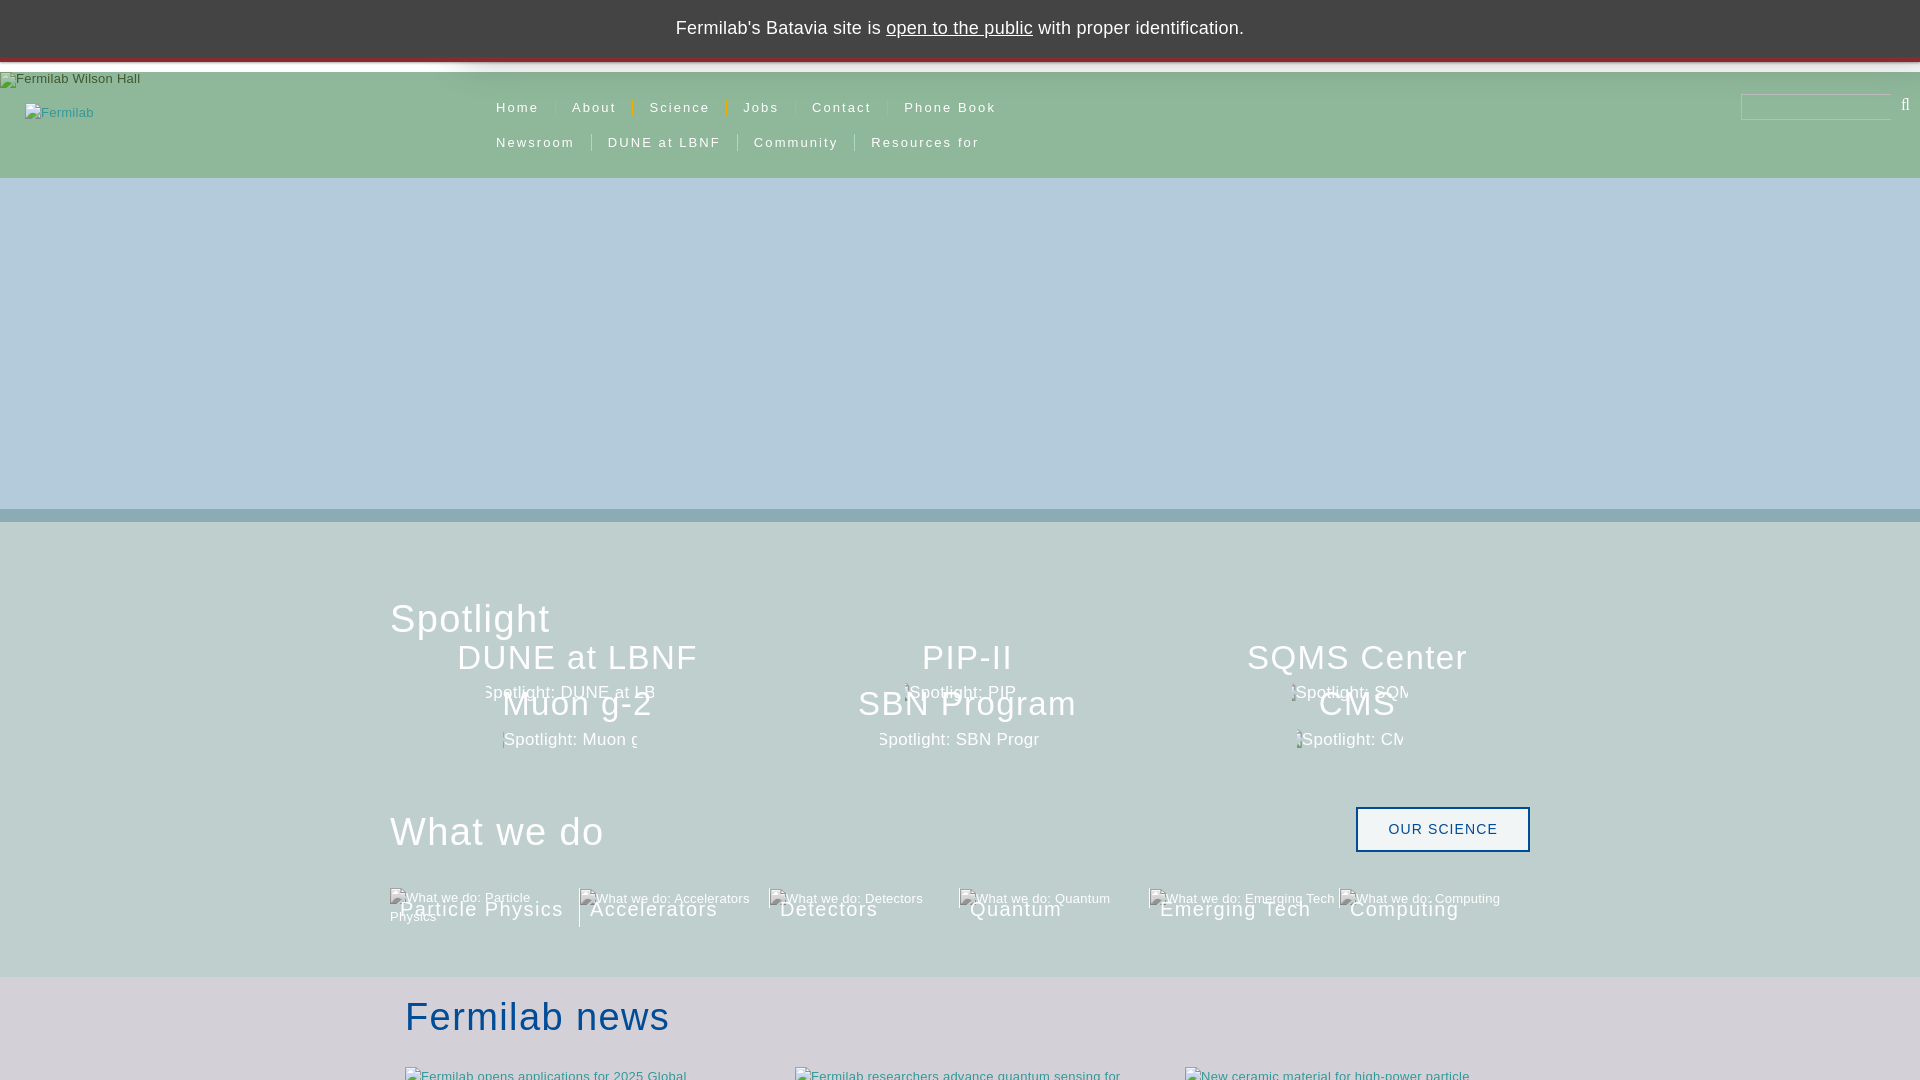 Fermilab's Batavia site is open to the public with proper identification.
Fermilab Wilson Hall
Fermilab
Home About Science Jobs Contact Phone Book
Newsroom DUNE at LBNF Community Resources for
Spotlight
DUNE at LBNF PIP-II SQMS Center
Spotlight: DUNE at LB Spotlight: PIP Spotlight: SQM
Muon g-2 SBN Program CMS
Spotlight: Muon g Spotlight: SBN Progr Spotlight: CM
What we do
OUR SCIENCE
What we do: Particle Physics What we do: Accelerators What we do: Detectors What we do: Quantum What we do: Emerging Tech What we do: Computing
Particle Physics Accelerators Detectors Quantum Emerging Tech Computing
Fermilab news
Fermilab opens applications for 2025 Global Fermilab researchers advance quantum sensing for New ceramic material for high-power particle